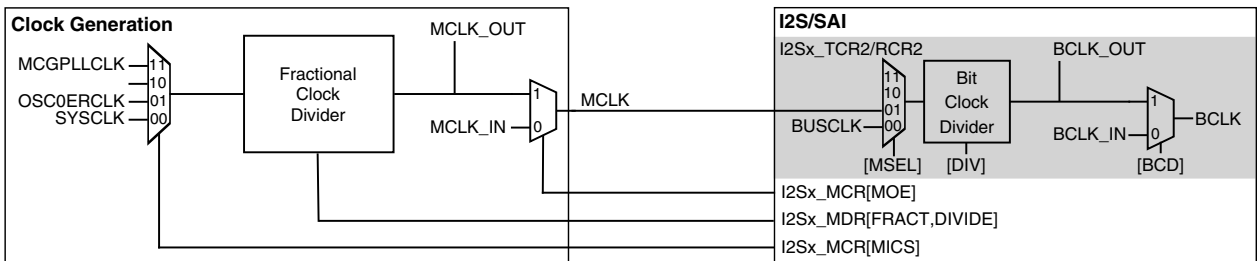 Clock Generation
MCGPLLCLK
11
10
OSC0ERCLK
01
SYSCLK
00
Fractional
Clock
Divider
MCLK_OUT
MCLK_IN
1
0
MCLK
I2S/SAI
I2Sx_TCR2/RCR2
11
10
01
BUSCLK
00
[MSEL]
Bit
Clock
Divider
[DIV]
BCLK_OUT
BCLK_IN
1
0
[BCD]
BCLK
I2Sx_MCR[MOE]
I2Sx_MDR[FRACT,DIVIDE]
I2Sx_MCR[MICS]